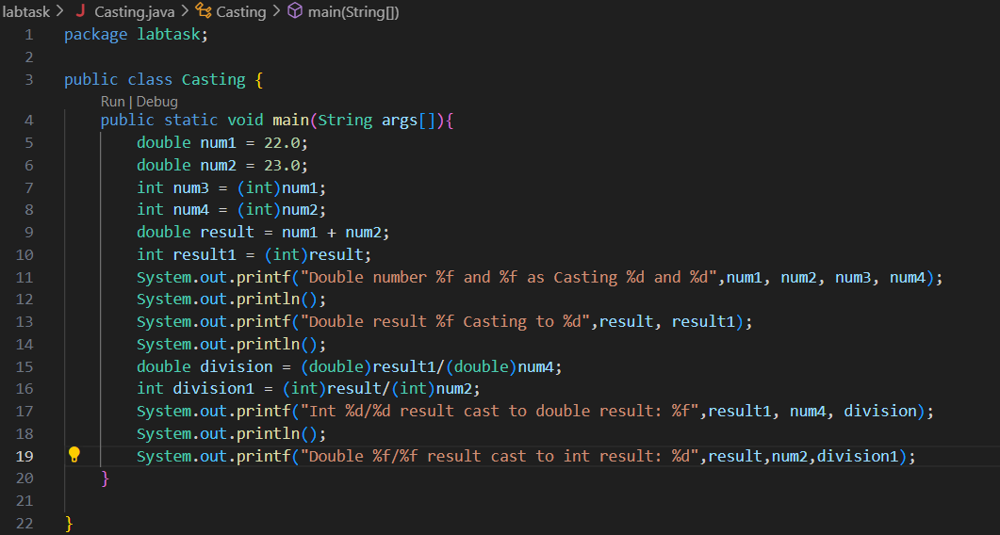 labtask > J Casting.java > Casting > main(String[])
1 package labtask;
2
3 public class Casting {
Run | Debug
4 public static void main(String args[]){
5 double num1 = 22.0;
6 double num2 = 23.0;
7 int num3 = (int)num1;
8 int num4 = (int)num2;
9 double result = num1 + num2;
10 int result1 = (int)result;
11 System.out.printf("Double number %f and %f as Casting %d and %d",num1, num2, num3, num4);
12 System.out.println();
13 System.out.printf("Double result %f Casting to %d",result, result1);
14 System.out.println();
15 double division = (double)result1/(double)num4;
16 int division1 = (int)result/(int)num2;
17 System.out.printf("Int %d/%d result cast to double result: %f",result1, num4, division);
18 System.out.println();
19 System.out.printf("Double %f/%f result cast to int result: %d",result,num2,division1);
20 }
21
22 }